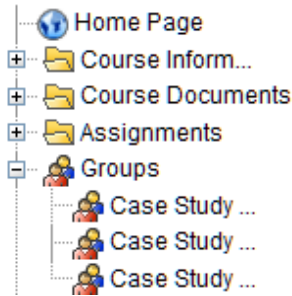 Home Page
Course Inform...
Course Documents
Assignments
Groups
Case Study ...
Case Study ...
Case Study ...